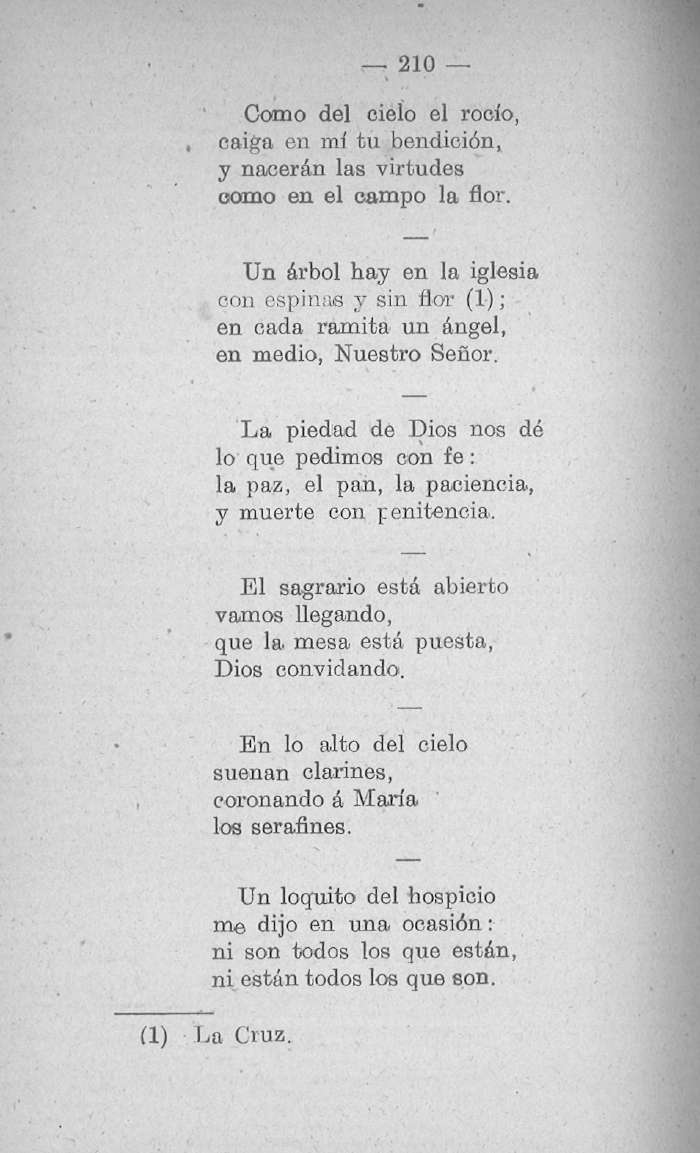 — 210 —
Como del cielo el rocío,
caiga en mí tu bendición,
y nacerán las virtudes
como en el campo la flor.
—
Un árbol hay en la iglesia
con espinas y sin flor (1);
en cada ramita un ángel,
en medio, Nuestro Señor.
—
La piedad de Dios nos dé
lo que pedimos con fe:
la paz, el pan, la paciencia,
y muerte con penitencia.
—
El sagrario está abierto
vamos llegando,
que la mesa está puesta,
Dios convidando.
—
En lo alto del cielo
suenan clarines,
coronando á María
los serafines.
—
Un loquito del hospicio
me dijo en una ocasión:
ni son todos los que están,
ni están todos los que son.
(1) La Cruz.